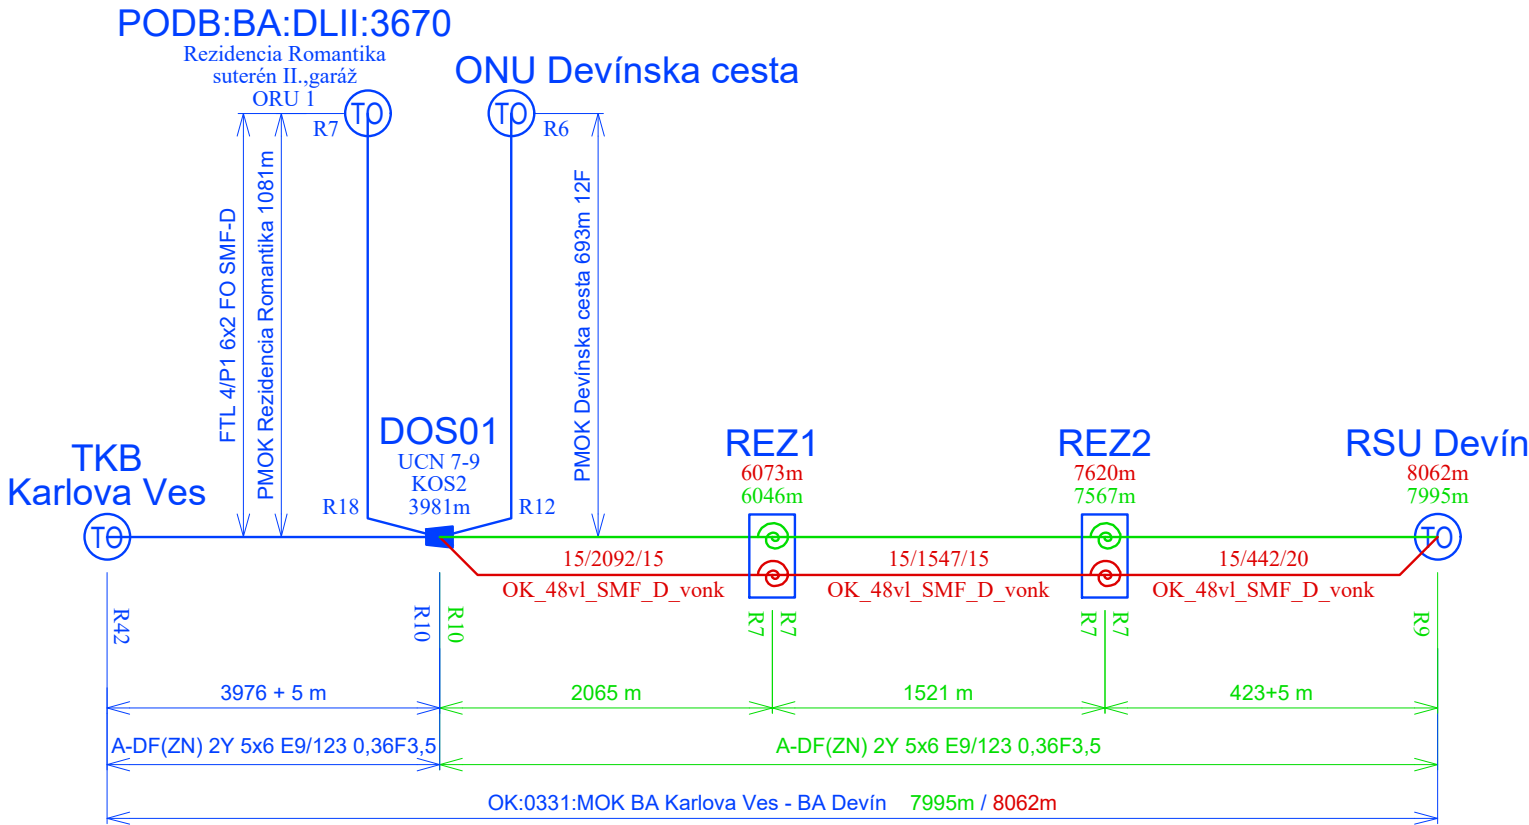 PODB:BA:DLII:3670
Rezidencia Romantika
suterén II.,garáž
ORU 1
TO
R7
ONU Devínska cesta
TO
R6
FTL 4/P1 6x2 FO SMF-D
PMOK Rezidencia Romantika 1081m
PMOK Devínska cesta 693m 12F
TKB
Karlova Ves
TO
DOS01
UCN 7-9
KOS2
3981m
R18
R12
REZ1
6073m
6046m
REZ2
7620m
7567m
RSU Devín
8062m
7995m
TO
15/2092/15
OK_48vl_SMF_D_vonk
15/1547/15
OK_48vl_SMF_D_vonk
15/442/20
OK_48vl_SMF_D_vonk
R42
R10
R10
R7
R7
R7
R7
R9
3976 + 5 m
2065 m
1521 m
423+5 m
A-DF(ZN) 2Y 5x6 E9/123 0,36F3,5
A-DF(ZN) 2Y 5x6 E9/123 0,36F3,5
OK:0331:MOK BA Karlova Ves - BA Devín 7995m / 8062m